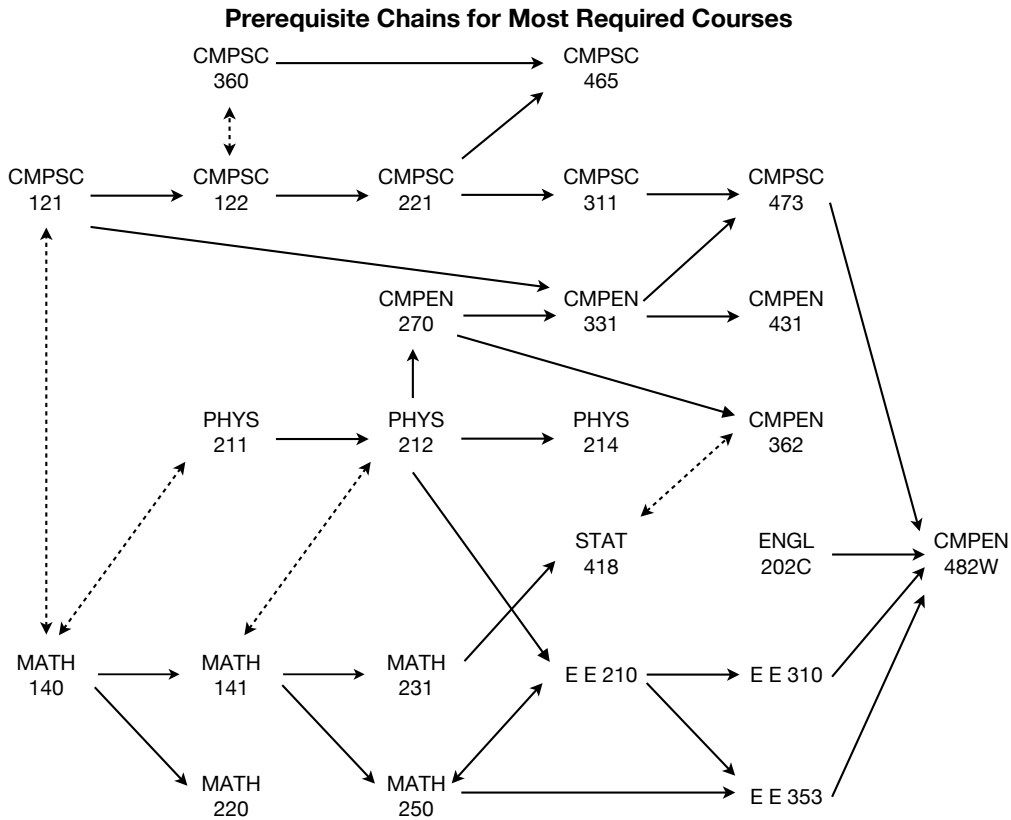 Prerequisite Chains for Most Required Courses
CMPSC
360
CMPSC
465
CMPSC
121
CMPSC
122
CMPSC
221
CMPSC
311
CMPSC
473
CMPEN
270
CMPEN
331
CMPEN
431
PHYS
211
PHYS
212
PHYS
214
CMPEN
362
STAT
418
ENGL
202C
CMPEN
482W
MATH
140
MATH
141
MATH
231
E E 210
E E 310
MATH
220
MATH
250
E E 353